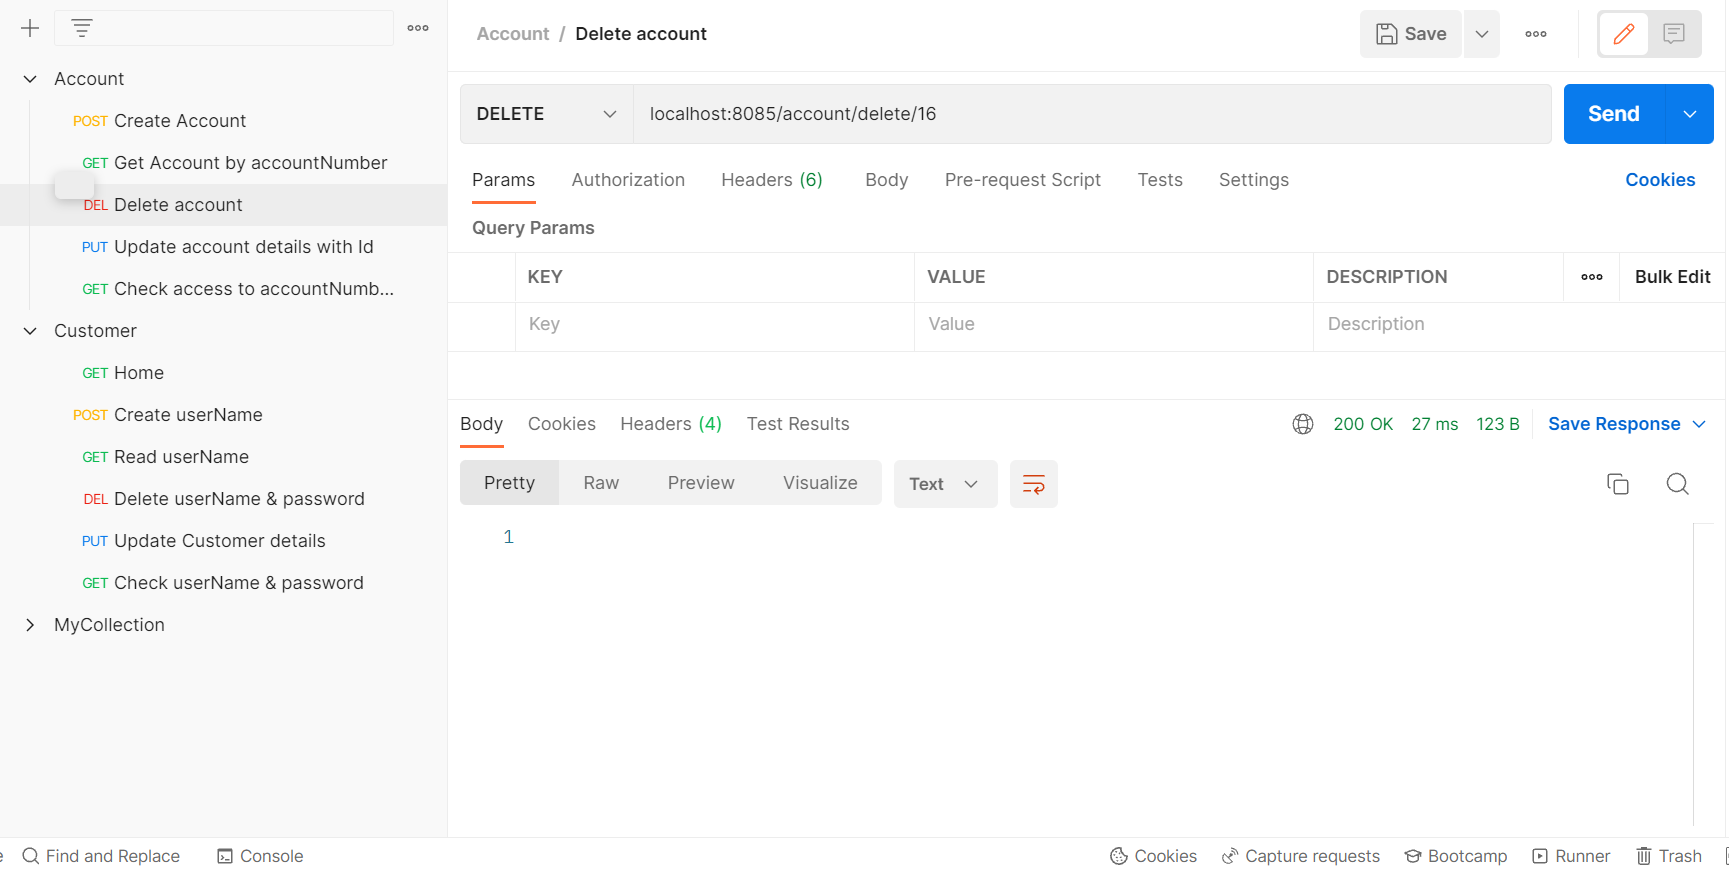 Account / Delete account
Save
Account
POST Create Account
GET Get Account by accountNumber
DEL Delete account
PUT Update account details with Id
GET Check access to accountNumb...
Customer
GET Home
POST Create userName
GET Read userName
DEL Delete userName & password
PUT Update Customer details
GET Check userName & password
MyCollection
DELETE localhost:8085/account/delete/16 Send
Params Authorization Headers (6) Body Pre-request Script Tests Settings Cookies
Query Params
KEY VALUE DESCRIPTION Bulk Edit
Key Value Description
Body Cookies Headers (4) Test Results 200 OK 27 ms 123 B Save Response
Pretty Raw Preview Visualize Text
1
Find and Replace Console Cookies Capture requests Bootcamp Runner Trash